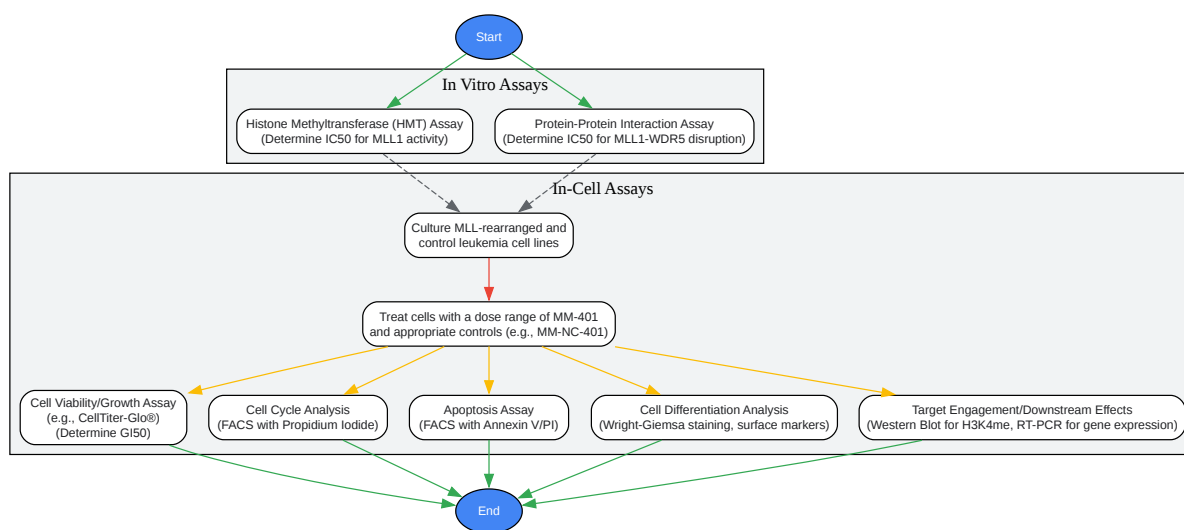 Start
In Vitro Assays
Histone Methyltransferase (HMT) Assay
(Determine IC50 for MLL1 activity)
Protein-Protein Interaction Assay
(Determine IC50 for MLL1-WDR5 disruption)
In-Cell Assays
Culture MLL-rearranged and
control leukemia cell lines
Treat cells with a dose range of MM-401
and appropriate controls (e.g., MM-NC-401)
Cell Viability/Growth Assay
(e.g., CellTiter-Glo®)
(Determine GI50)
Cell Cycle Analysis
(FACS with Propidium Iodide)
Apoptosis Assay
(FACS with Annexin V/PI)
Cell Differentiation Analysis
(Wright-Giemsa staining, surface markers)
Target Engagement/Downstream Effects
(Western Blot for H3K4me, RT-PCR for gene expression)
End